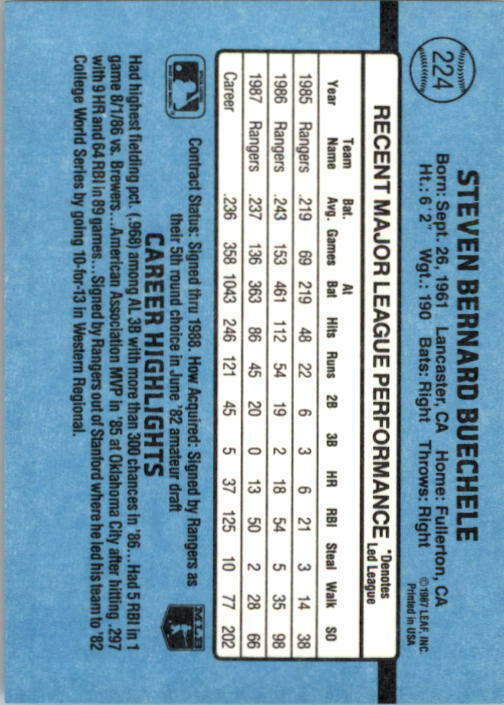 224
STEVEN BERNARD BUECHELE
Born: Sept. 26, 1961 Lancaster, CA Home: Fullerton, CA
Ht.: 6' 2" Wgt.: 190 Bats: Right Throws: Right
© 1987 LEAF, INC.
Printed in USA
RECENT MAJOR LEAGUE PERFORMANCE
*Denotes
Led League
Year Team Name Bat. Avg. Games At Bat Hits Runs 2B 3B HR RBI Steal Walk SO
1985 Rangers .219 69 219 48 22 6 3 6 21 3 14 38
1986 Rangers .243 153 461 112 54 19 2 18 54 5 35 98
1987 Rangers .237 136 363 86 45 20 0 13 50 2 28 66
Career .236 358 1043 246 121 45 5 37 125 10 77 202
Contract Status: Signed thru 1988. How Acquired: Signed by Rangers as
their 5th round choice in June '82 amateur draft
MLB
CAREER HIGHLIGHTS
Had highest fielding pct. (.968) among AL 3B with more than 300 chances in '86...Had 5 RBI in 1
game 8/1/86 vs. Brewers...American Association MVP in '85 at Oklahoma City after hitting .297
with 9 HR and 64 RBI in 89 games...Signed by Rangers out of Stanford where he led his team to '82
College World Series by going 10-for-13 in Western Regional.